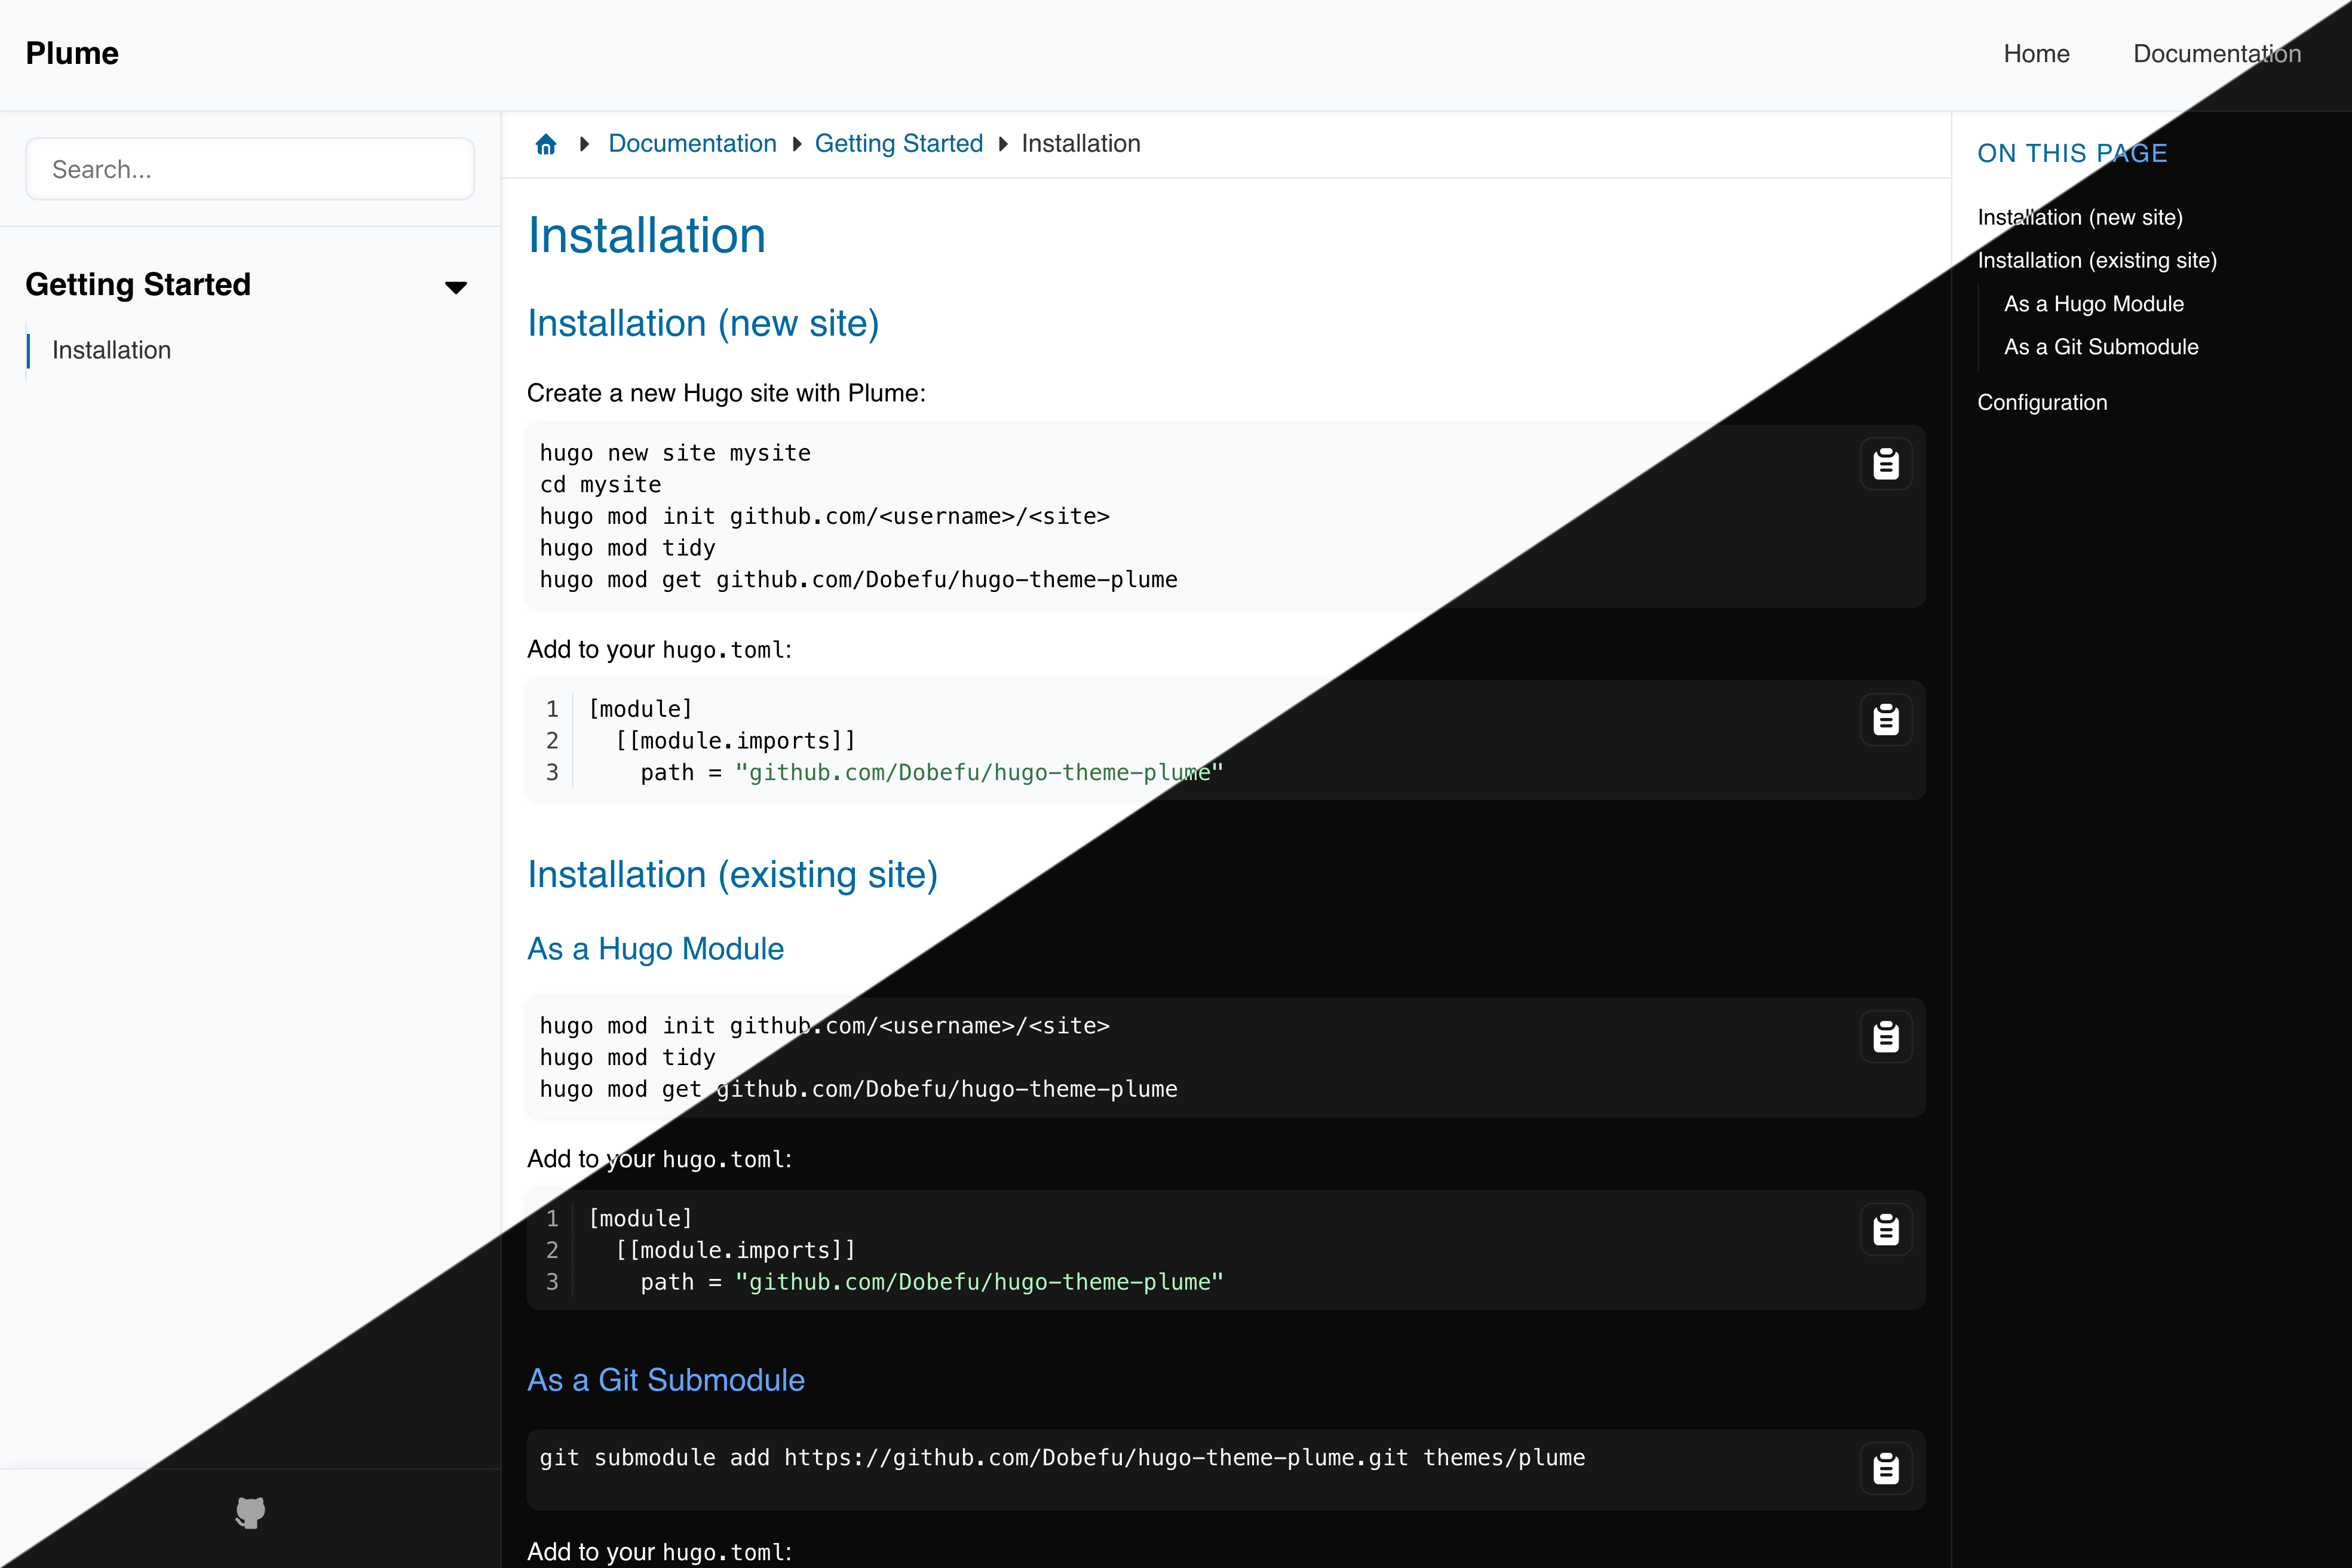 Plume
Home
Documentation
Search...
Getting Started
Installation
Documentation
Getting Started
Installation
Installation
Installation (new site)
Create a new Hugo site with Plume:
hugo new site mysite
cd mysite
hugo mod init github.com/<username>/<site>
hugo mod tidy
hugo mod get github.com/Dobefu/hugo-theme-plume
Add to your hugo.toml:
1 [module]
2   [[module.imports]]
3     path = "github.com/Dobefu/hugo-theme-plume"
Installation (existing site)
As a Hugo Module
hugo mod init github.com/<username>/<site>
hugo mod tidy
hugo mod get github.com/Dobefu/hugo-theme-plume
Add to your hugo.toml:
1 [module]
2   [[module.imports]]
3     path = "github.com/Dobefu/hugo-theme-plume"
As a Git Submodule
git submodule add https://github.com/Dobefu/hugo-theme-plume.git themes/plume
Add to your hugo.toml:
ON THIS PAGE
Installation (new site)
Installation (existing site)
As a Hugo Module
As a Git Submodule
Configuration